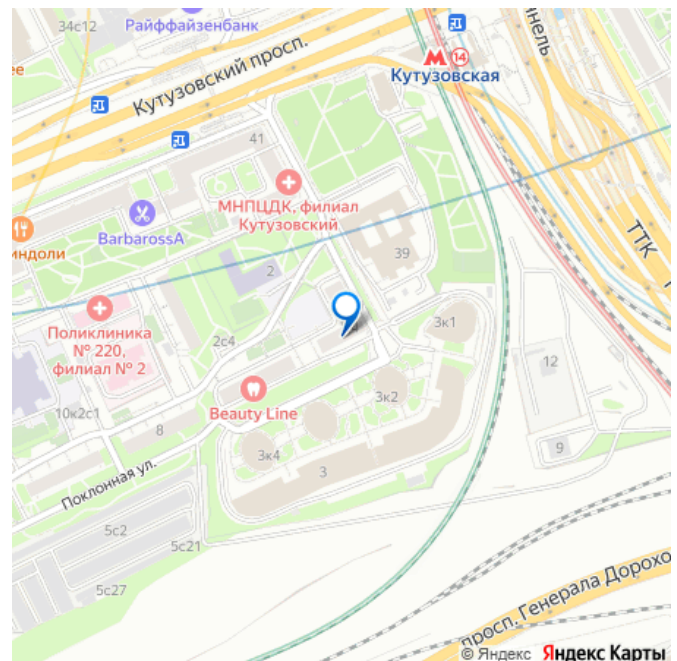 34с12
Райффайзенбанк
ТТК
14
Кутузовская
Кутузовский просп.
41
МНПЦДК, филиал
Кутузовский
BarbarossA
39
2
Поликлиника
№ 220,
филиал № 2
2с4
3к1
12
Beauty Line
3к2
10к2с1
8
3к4
9
3
Поклонная ул.
5с2
5с21
5с27
просп. Генерала Дорохо
© Яндекс Яндекс Карты